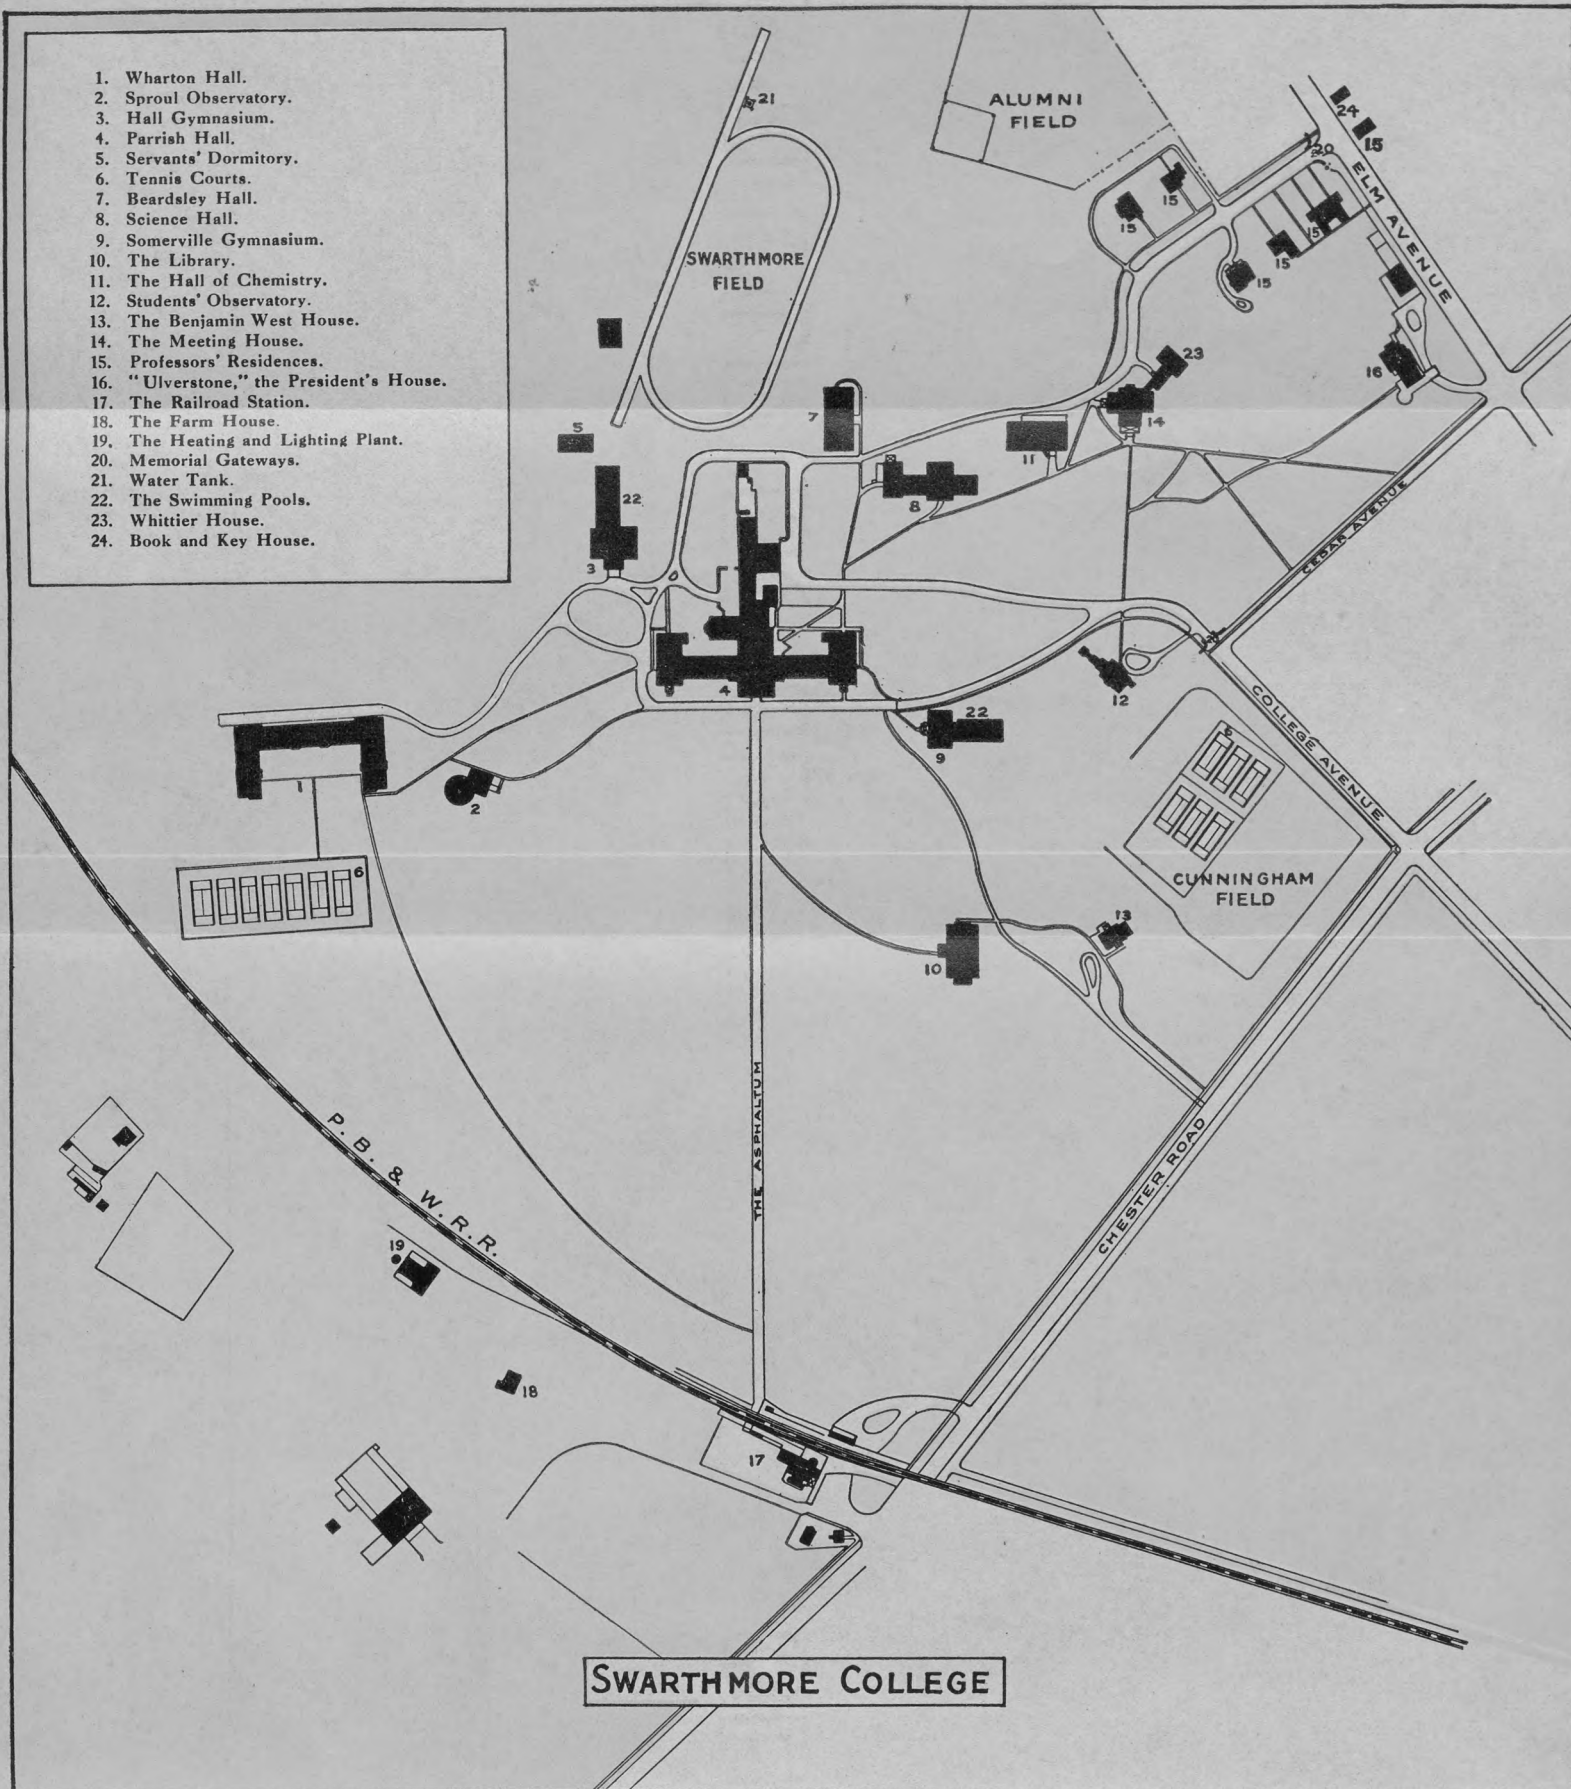 1. Wharton Hall.
2. Sproul Observatory.
3. Hall Gymnasium.
4. Parrish Hall.
5. Servants' Dormitory.
6. Tennis Courts.
7. Beardsley Hall.
8. Science Hall.
9. Somerville Gymnasium.
10. The Library.
11. The Hall of Chemistry.
12. Students' Observatory.
13. The Benjamin West House.
14. The Meeting House.
15. Professors' Residences.
16. "Ulverstone," the President's House.
17. The Railroad Station.
18. The Farm House.
19. The Heating and Lighting Plant.
20. Memorial Gateways.
21. Water Tank.
22. The Swimming Pools.
23. Whittier House.
24. Book and Key House.
21
ALUMNI
FIELD
24
15
20
ELM AVENUE
15
15
15
15
15
SWARTHMORE
FIELD
23
16
14
7
5
11
22
8
3
CEDAR AVENUE
4
12
COLLEGE AVENUE
22
9
6
1
2
6
CUNNINGHAM
FIELD
13
10
THE ASPHALTUM
CHESTER ROAD
P. B. & W. R. R.
19
18
17
SWARTHMORE COLLEGE